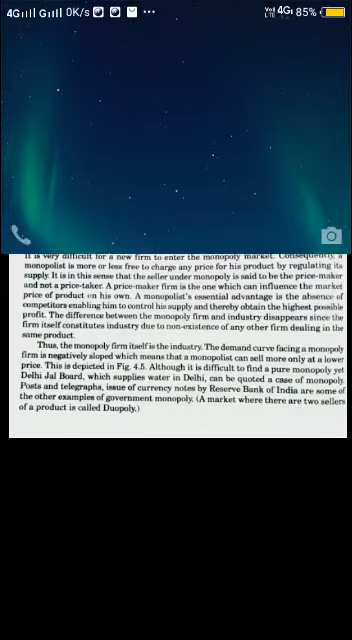 4G G 0K/s ... VoLTE 4G 85%
It is very difficult for a new firm to enter the monopoly market. Consequently, a
monopolist is more or less free to charge any price for his product by regulating its
supply. It is in this sense that the seller under monopoly is said to be the price-maker
and not a price-taker. A price-maker firm is the one which can influence the market
price of product on his own. A monopolist's essential advantage is the absence of
competitors enabling him to control his supply and thereby obtain the highest possible
profit. The difference between the monopoly firm and industry disappears since the
firm itself constitutes industry due to non-existence of any other firm dealing in the
same product.
Thus, the monopoly firm itself is the industry. The demand curve facing a monopoly
firm is negatively sloped which means that a monopolist can sell more only at a lower
price. This is depicted in Fig. 4.5. Although it is difficult to find a pure monopoly yet
Delhi Jal Board, which supplies water in Delhi, can be quoted a case of monopoly.
Posts and telegraphs, issue of currency notes by Reserve Bank of India are some of
the other examples of government monopoly. (A market where there are two sellers
of a product is called Duopoly.)